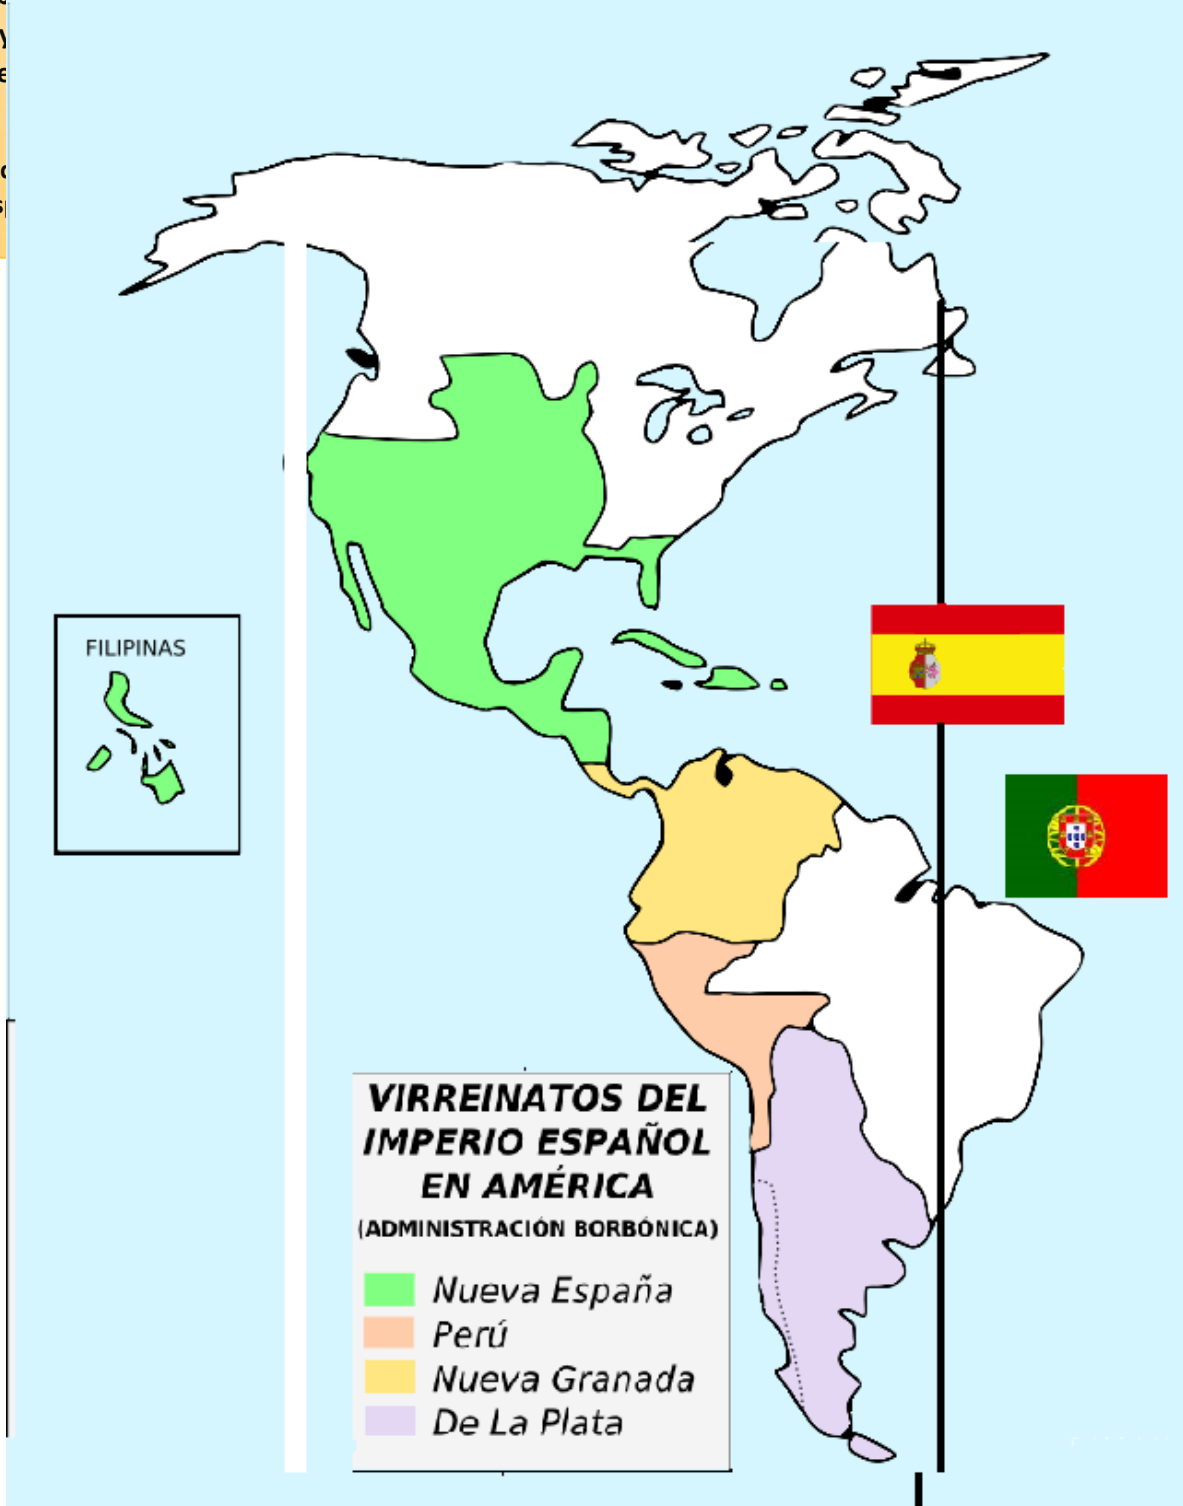 FILIPINAS
VIRREINATOS DEL
IMPERIO ESPAÑOL
EN AMÉRICA
(ADMINISTRACIÓN BORBÓNICA)
Nueva España
Perú
Nueva Granada
De La Plata